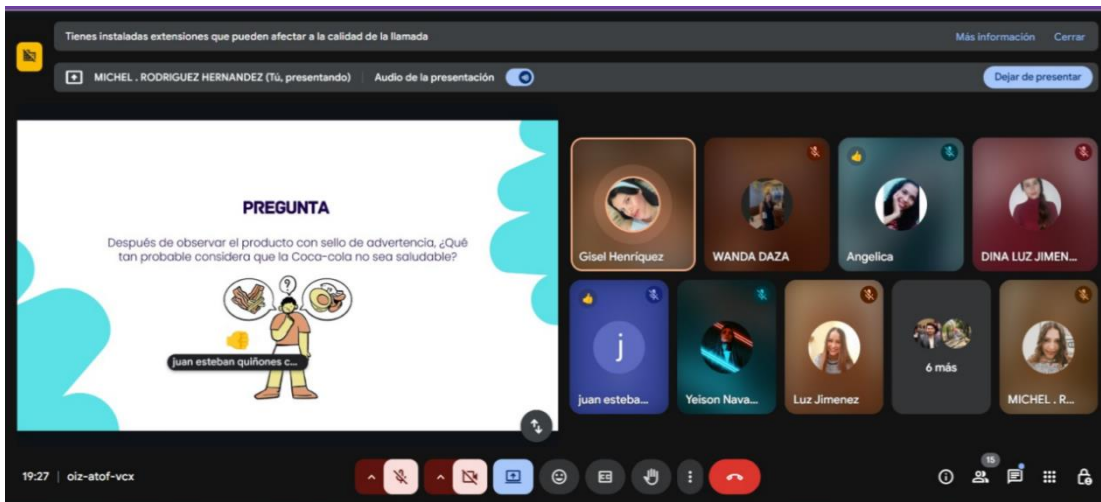 Tienes instaladas extensiones que pueden afectar a la calidad de la llamada
Más información
Cerrar
MICHEL . RODRIGUEZ HERNANDEZ (Tú, presentando)
Audio de la presentación
Dejar de presentar
PREGUNTA
Después de observar el producto con sello de advertencia, ¿Qué
tan probable considera que la Coca-cola no sea saludable?
?
juan esteban quiñones c...
Gisel Henríquez
WANDA DAZA
Angelica
DINA LUZ JIMEN...
j
juan esteba...
Yeison Nava...
Luz Jimenez
6 más
MICHEL . R...
19:27 | oiz-atof-vcx
15